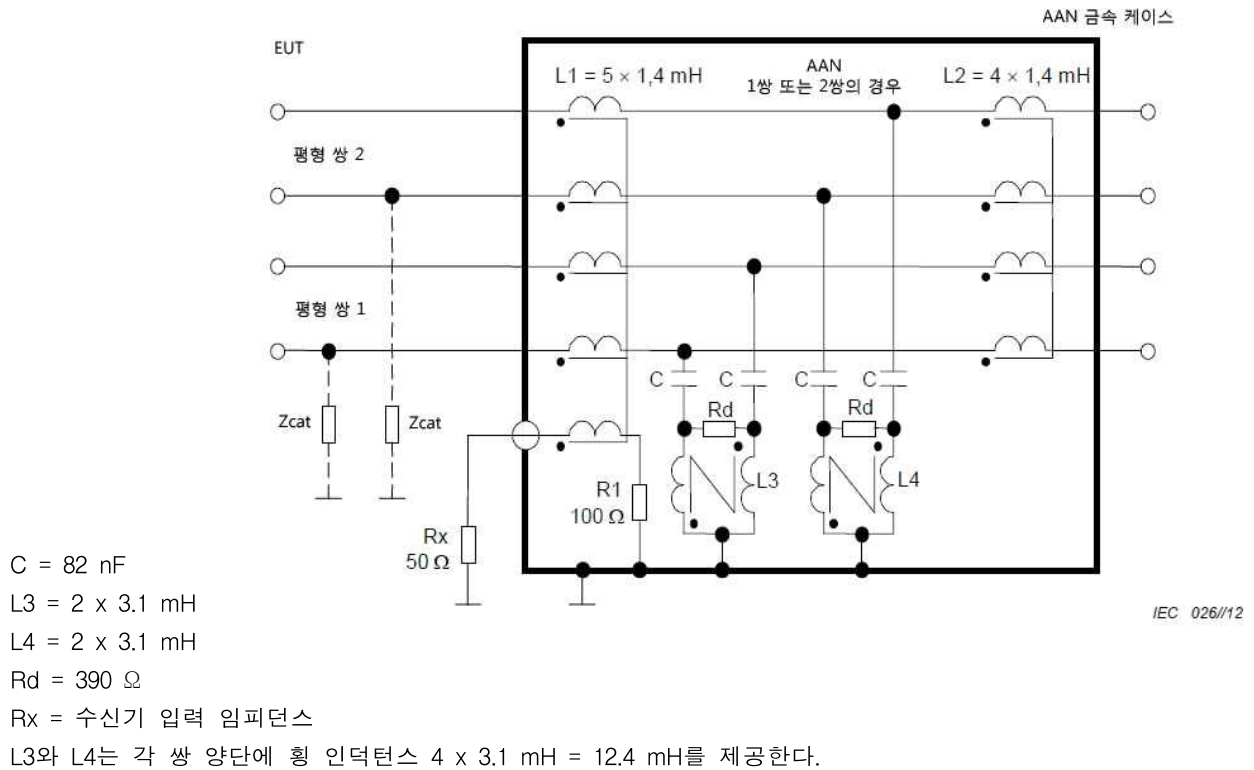 AAN 금속 케이스
EUT
L1 = 5 × 1,4 mH
AAN
1쌍 또는 2쌍의 경우
L2 = 4 × 1,4 mH
평형 쌍 2
평형 쌍 1
C
C
C
C
Rd
Rd
Zcat
Zcat
L3
L4
R1
100 Ω
Rx
50 Ω
C = 82 nF
L3 = 2 x 3.1 mH
L4 = 2 x 3.1 mH
Rd = 390 Ω
Rx = 수신기 입력 임피던스
L3와 L4는 각 쌍 양단에 횡 인덕턴스 4 x 3.1 mH = 12.4 mH를 제공한다.
IEC 026//12